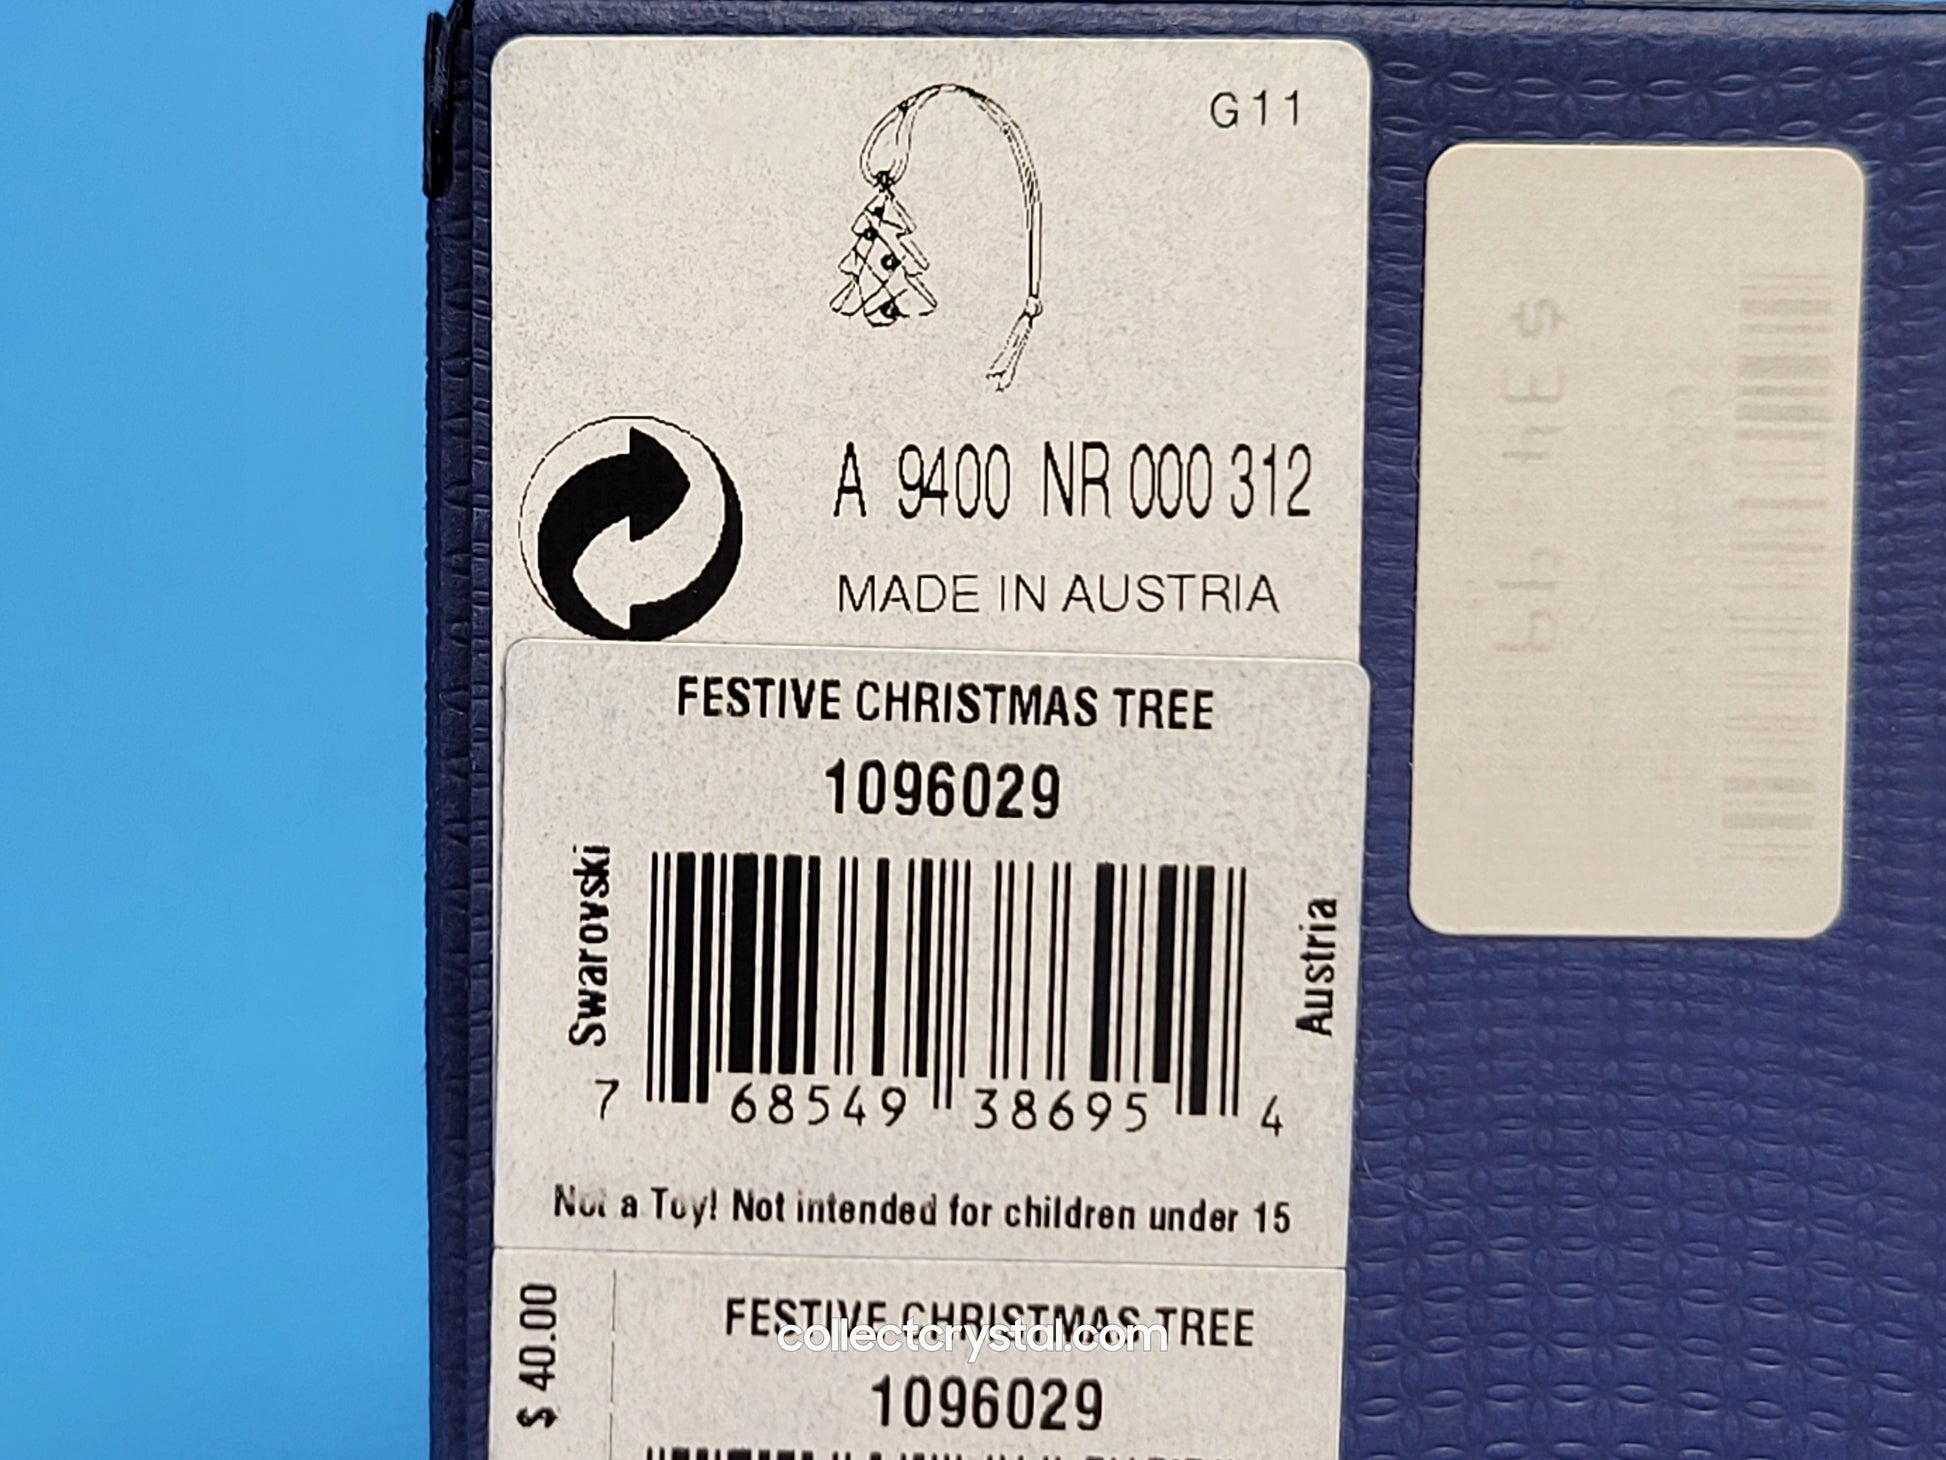 G11
A 9400 NR 000 312
MADE IN AUSTRIA
FESTIVE CHRISTMAS TREE
1096029
Swarovski
Austria
7 68549 38695 4
Not a Toy! Not intended for children under 15
$ 40.00
FESTIVE CHRISTMAS TREE
collectcrystal.com
1096029